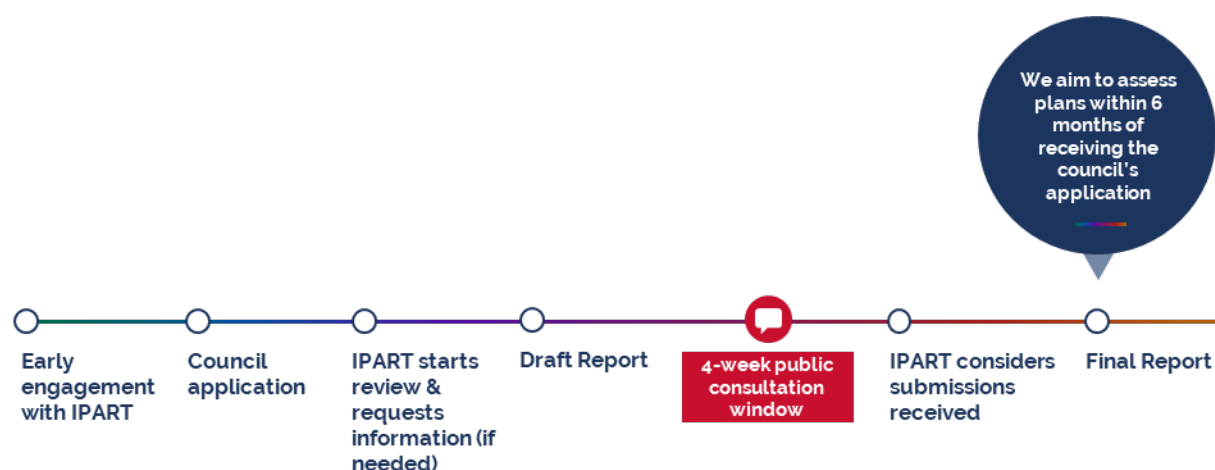 We aim to assess
plans within 6
months of
receiving the
council's
application
Early
engagement
with IPART
Council
application
IPART starts
review &
requests
information (if
needed)
Draft Report
4-week public
consultation
window
IPART considers
submissions
received
Final Report